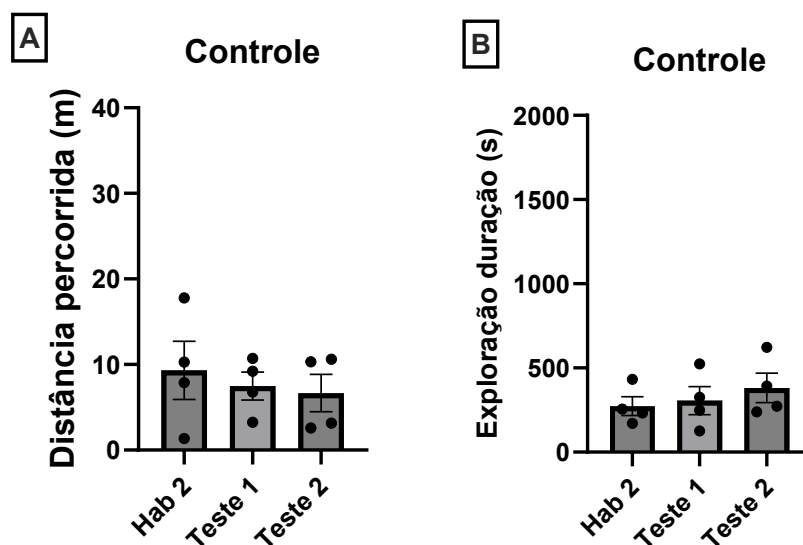 A
Controle
Distância percorrida (m)
40
30
20
10
0
Hab 2
Teste 1
Teste 2
B
Controle
Exploração duração (s)
2000
1500
1000
500
0
Hab 2
Teste 1
Teste 2